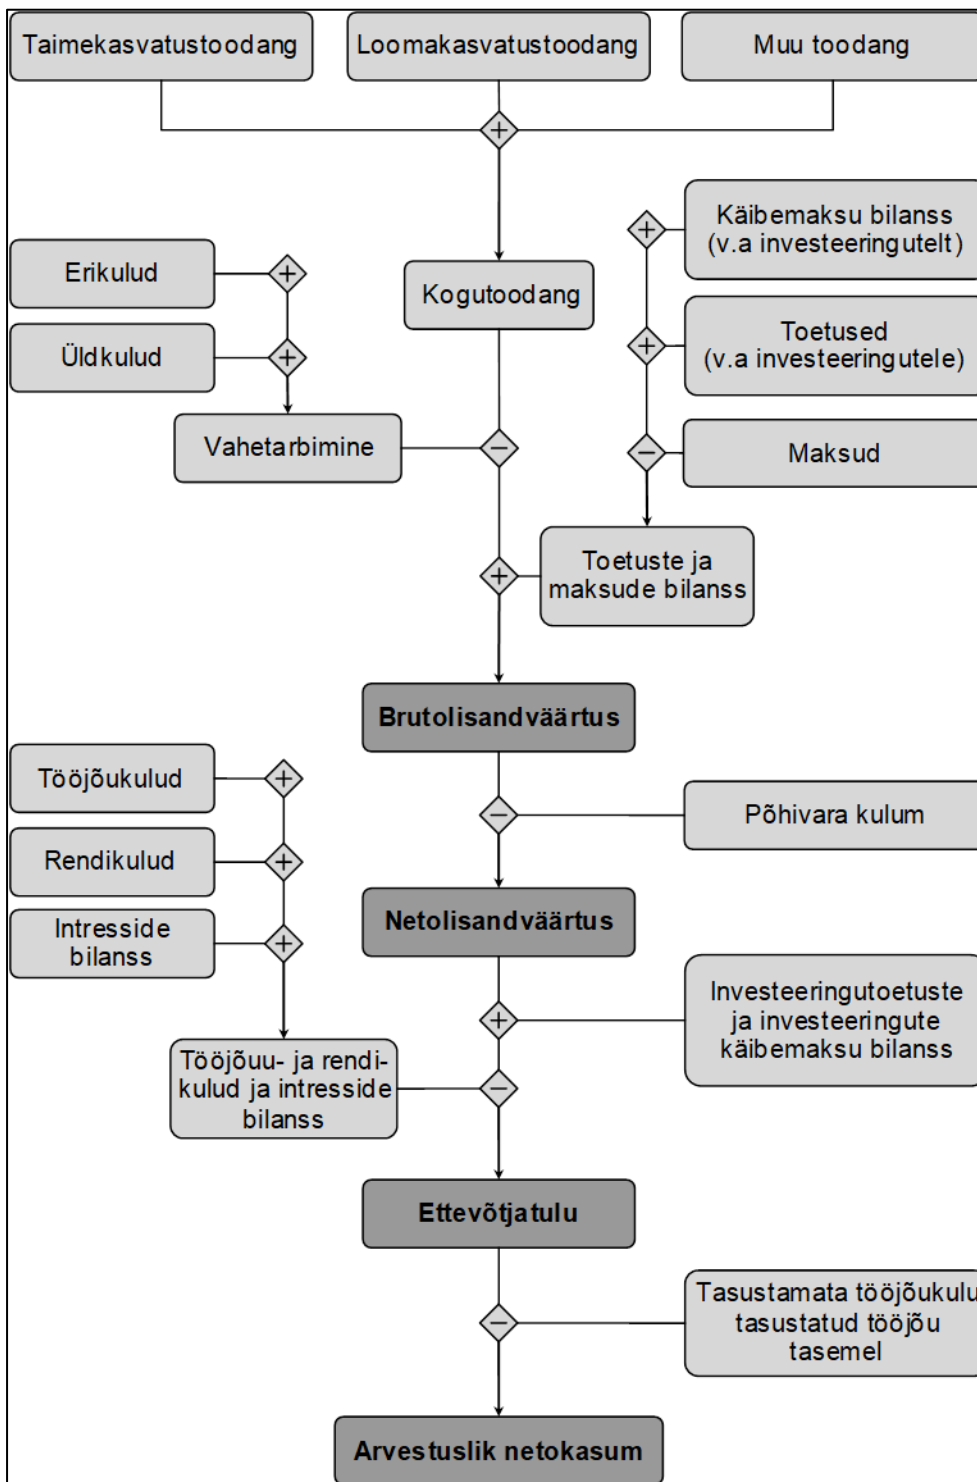 Taimekasvatustoodang
Loomakasvatustoodang
Muu toodang
+
Käibemaksu bilanss
(v.a investeeringutelt)
+
Erikulud
+
Kogutoodang
Toetused
(v.a investeeringutele)
+
Üldkulud
+
Vahetarbimine
−
Maksud
−
Toetuste ja
maksude bilanss
+
Brutolisandväärtus
Tööjõukulud
+
Põhivara kulum
−
Rendikulud
+
Netolisandväärtus
Intresside
bilanss
+
Investeeringutoetuste
ja investeeringute
käibemaksu bilanss
+
Tööjõuu- ja rendi-
kulud ja intresside
bilanss
−
Ettevõtjatulu
Tasustamata tööjõukulu
tasustatud tööjõu
tasemel
−
Arvestuslik netokasum